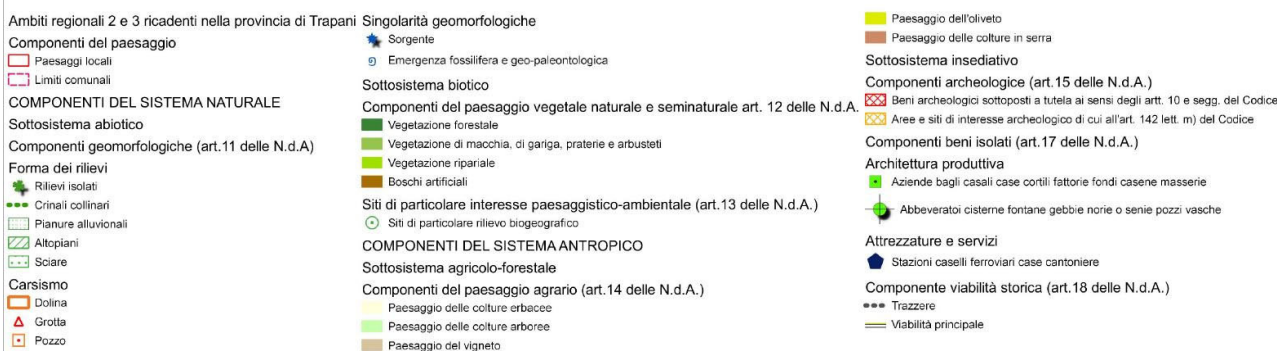 Ambiti regionali 2 e 3 ricadenti nella provincia di Trapani
Componenti del paesaggio
Paesaggi locali
Limiti comunali
COMPONENTI DEL SISTEMA NATURALE
Sottosistema abiotico
Componenti geomorfologiche (art.11 delle N.d.A)
Forma dei rilievi
Rilievi isolati
Crinali collinari
Pianure alluvionali
Altopiani
Sciare
Carsismo
Dolina
Grotta
Pozzo
Singolarità geomorfologiche
Sorgente
Emergenza fossilifera e geo-paleontologica
Sottosistema biotico
Componenti del paesaggio vegetale naturale e seminaturale art. 12 delle N.d.A.
Vegetazione forestale
Vegetazione di macchia, di gariga, praterie e arbusteti
Vegetazione ripariale
Boschi artificiali
Siti di particolare interesse paesaggistico-ambientale (art.13 delle N.d.A.)
Siti di particolare rilievo biogeografico
COMPONENTI DEL SISTEMA ANTROPICO
Sottosistema agricolo-forestale
Componenti del paesaggio agrario (art.14 delle N.d.A.)
Paesaggio delle colture erbacee
Paesaggio delle colture arboree
Paesaggio del vigneto
Paesaggio dell'oliveto
Paesaggio delle colture in serra
Sottosistema insediativo
Componenti archeologiche (art.15 delle N.d.A.)
Beni archeologici sottoposti a tutela ai sensi degli artt. 10 e segg. del Codice
Aree e siti di interesse archeologico di cui all'art. 142 lett. m) del Codice
Componenti beni isolati (art.17 delle N.d.A.)
Architettura produttiva
Aziende bagli casali case cortili fattorie fondi casene masserie
Abbeveratoi cisterne fontane gebbie norie o senie pozzi vasche
Attrezzature e servizi
Stazioni caselli ferroviari case cantoniere
Componente viabilità storica (art.18 delle N.d.A.)
Trazzere
Viabilità principale